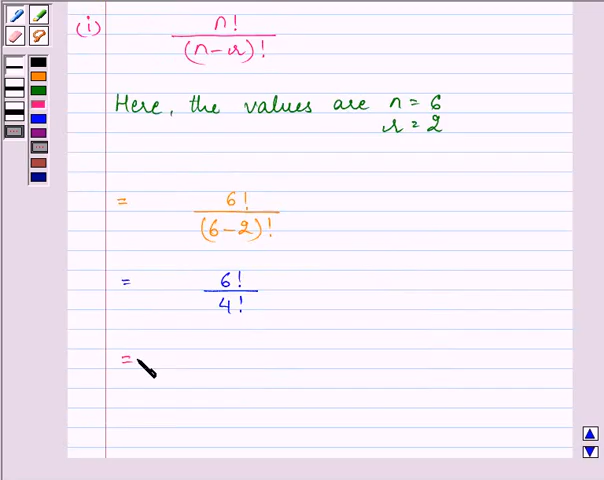 (i) n!
(n-r)!
Here, the values are n = 6
r = 2
= 6!
(6-2)!
= 6!
4!
=